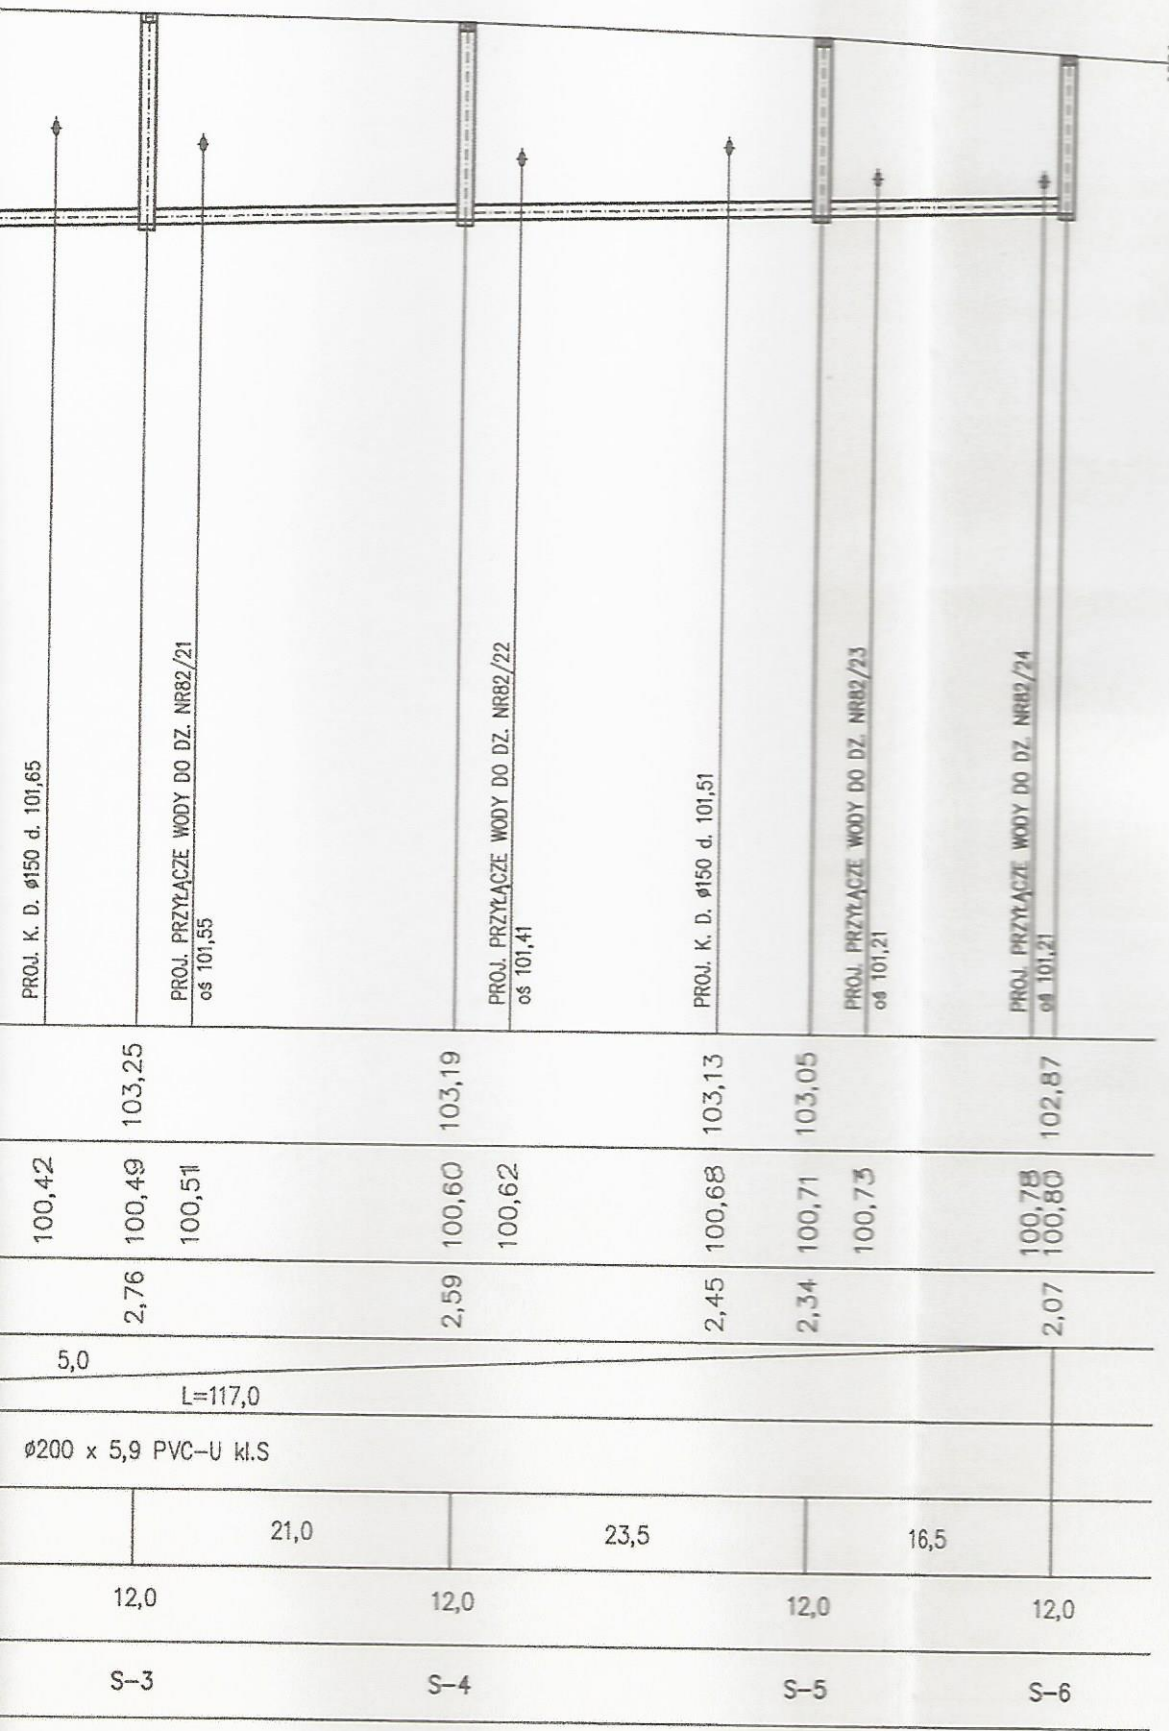 PROJ. K. D. ø150 d. 101,65
PROJ. PRZYŁĄCZE WODY DO DZ. NR82/21
oś 101,55
PROJ. PRZYŁĄCZE WODY DO DZ. NR82/22
oś 101,41
PROJ. K. D. ø150 d. 101,51
PROJ. PRZYŁĄCZE WODY DO DZ. NR82/23
oś 101,21
PROJ. PRZYŁĄCZE WODY DO DZ. NR82/24
oś 101,21
103,25 103,19 103,13 103,05 102,87
100,42 100,49 100,51 100,60 100,62 100,68 100,71 100,73 100,78 100,80
2,76 2,59 2,45 2,34 2,07
5,0
L=117,0
ø200 x 5,9 PVC-U kl.S
21,0 23,5 16,5
12,0 12,0 12,0 12,0
S-3 S-4 S-5 S-6